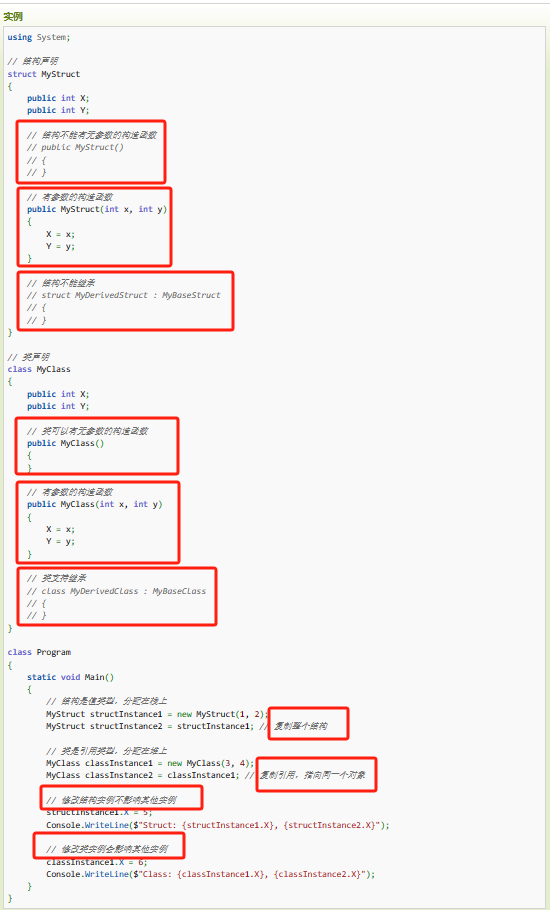 实例
using System;
// 结构声明
struct MyStruct
{
public int X;
public int Y;
// 结构不能有无参数的构造函数
// public MyStruct()
// {
// }
// 有参数的构造函数
public MyStruct(int x, int y)
{
X = x;
Y = y;
}
// 结构不能继承
// struct MyDerivedStruct : MyBaseStruct
// {
// }
}
// 类声明
class MyClass
{
public int X;
public int Y;
// 类可以有无参数的构造函数
public MyClass()
{
}
// 有参数的构造函数
public MyClass(int x, int y)
{
X = x;
Y = y;
}
// 类支持继承
// class MyDerivedClass : MyBaseClass
// {
// }
}
class Program
{
static void Main()
{
// 结构是值类型，分配在栈上
MyStruct structInstance1 = new MyStruct(1, 2);
MyStruct structInstance2 = structInstance1; // 复制整个结构
// 类是引用类型，分配在堆上
MyClass classInstance1 = new MyClass(3, 4);
MyClass classInstance2 = classInstance1; // 复制引用，指向同一个对象
// 修改结构实例不影响其他实例
structInstance1.X = 5;
Console.WriteLine($"Struct: {structInstance1.X}, {structInstance2.X}");
// 修改类实例会影响其他实例
classInstance1.X = 6;
Console.WriteLine($"Class: {classInstance1.X}, {classInstance2.X}");
}
}